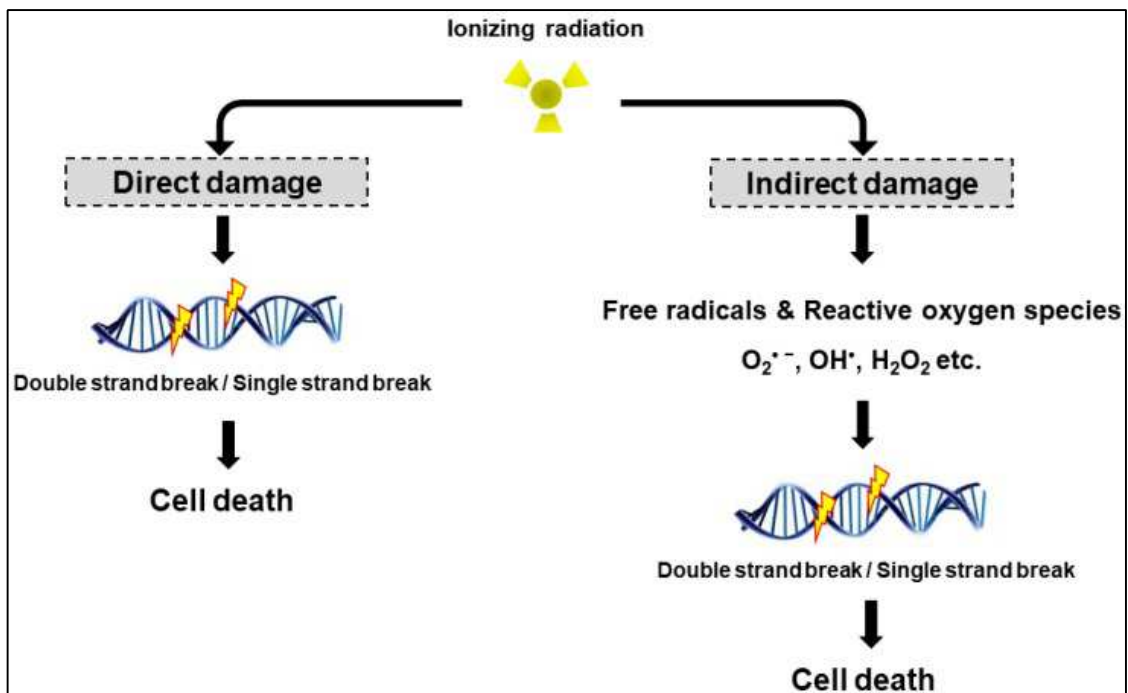 Ionizing radiation
Direct damage
Double strand break / Single strand break
Cell death
Indirect damage
Free radicals & Reactive oxygen species
O₂•⁻, OH•, H₂O₂ etc.
Double strand break / Single strand break
Cell death